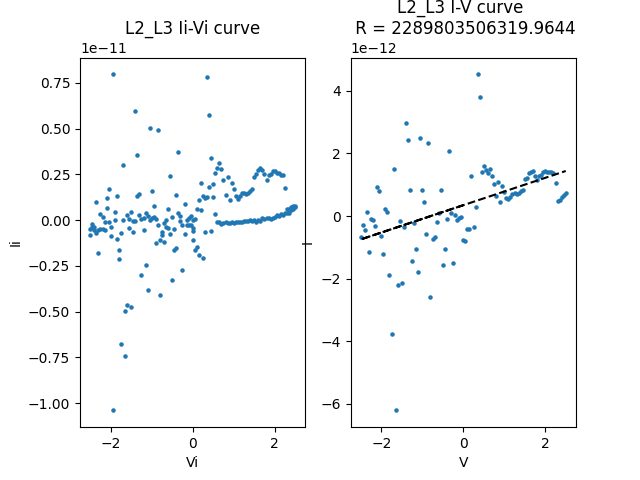 L2_L3 Ii-Vi curve
1e−11
0.75
0.50
0.25
0.00
−0.25
−0.50
−0.75
−1.00
−2
0
2
Vi
Ii
L2_L3 I-V curve
R = 2289803506319.9644
1e−12
4
2
0
−2
−4
−6
−2
0
2
V
I